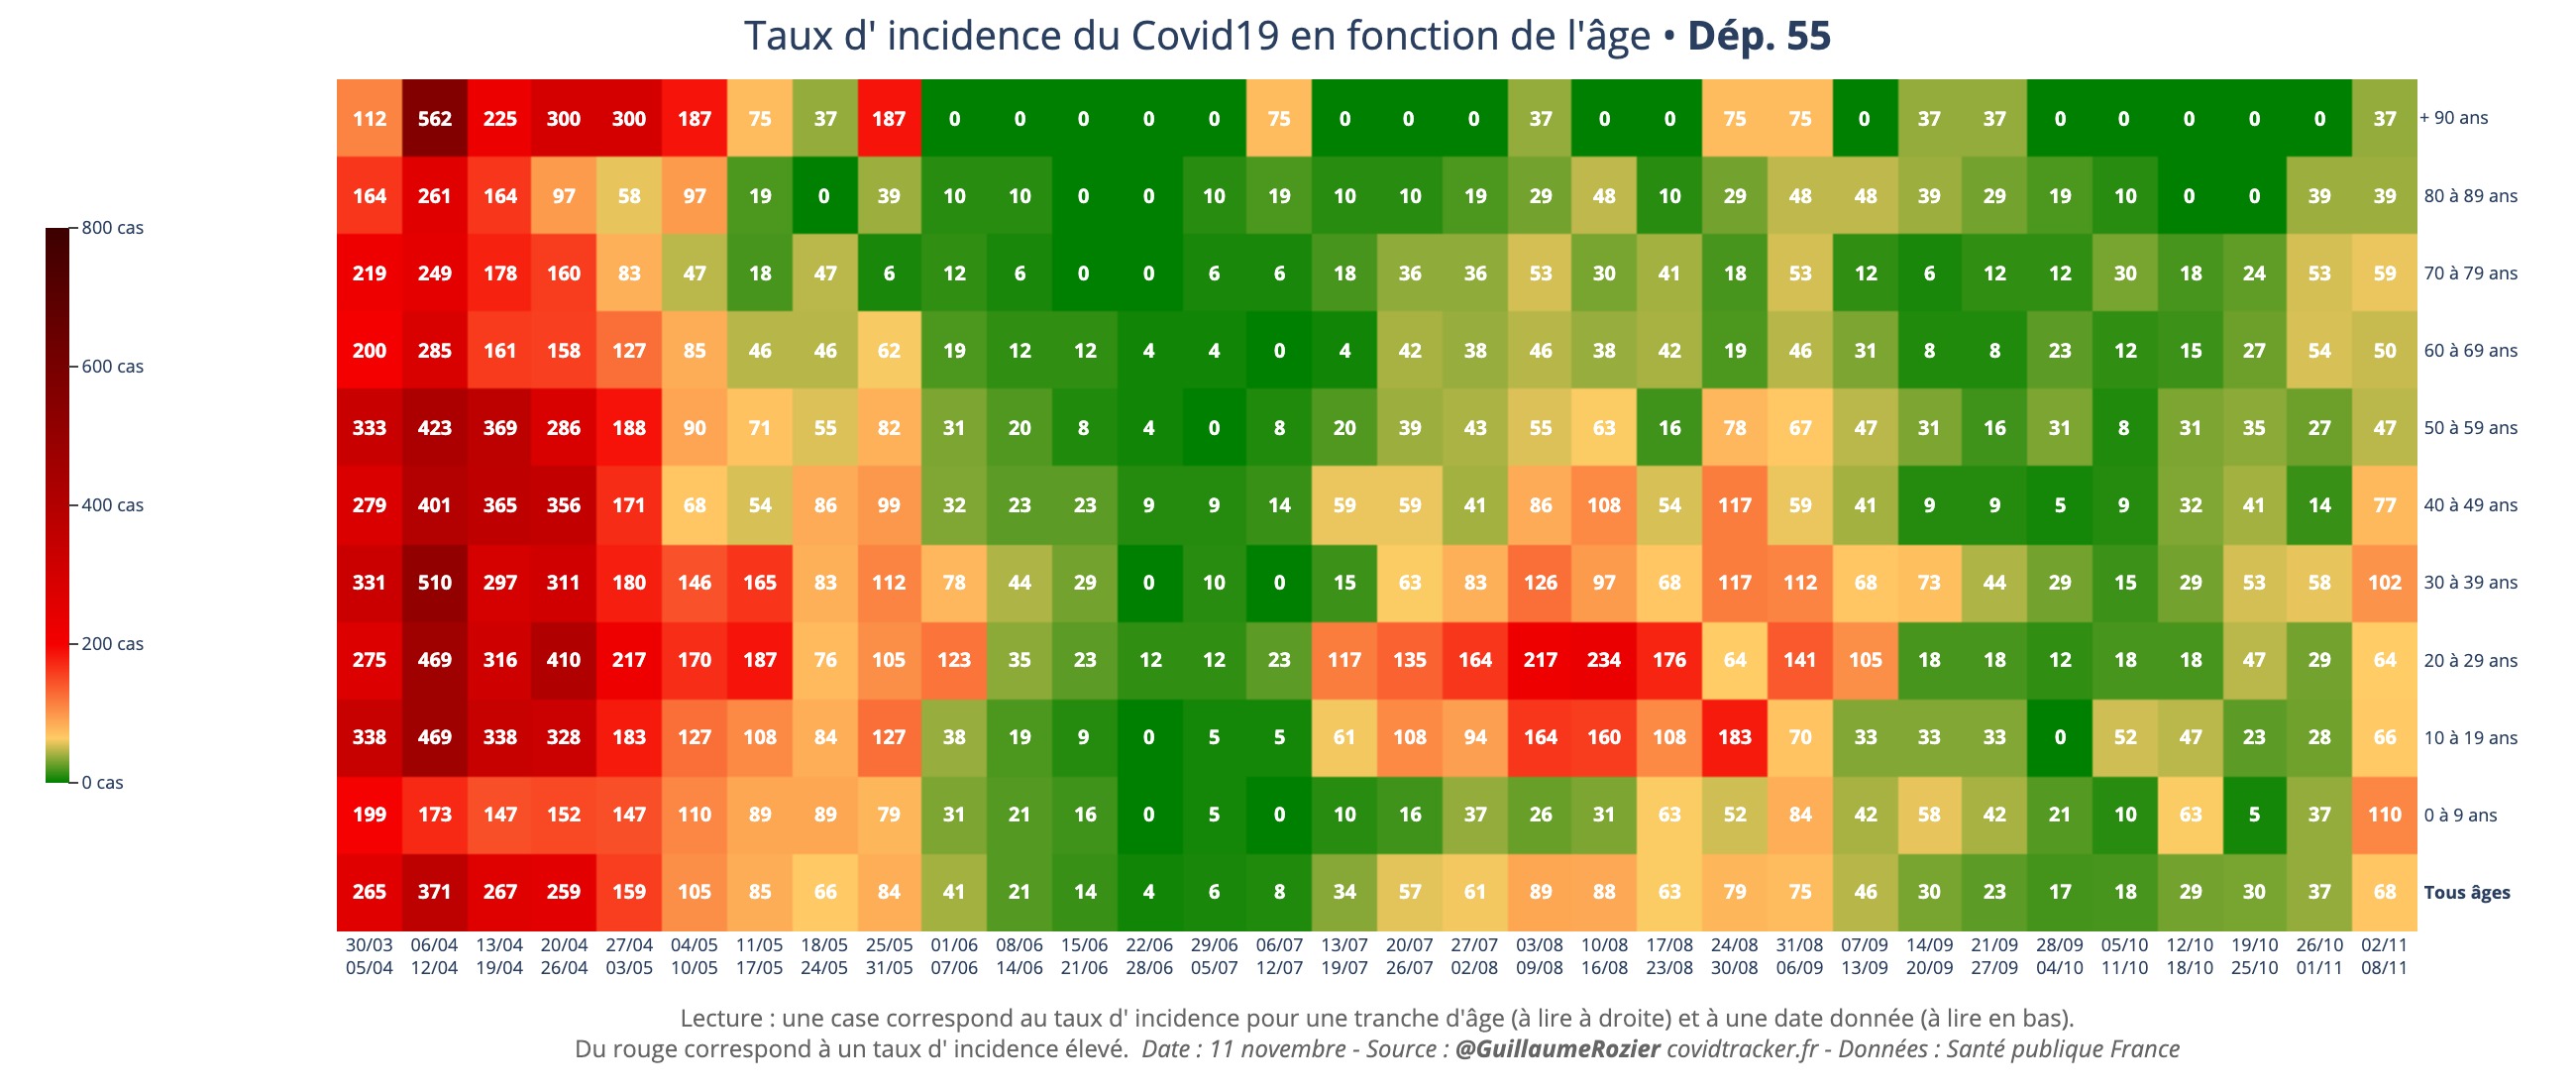 Taux d' incidence du Covid19 en fonction de l'âge • Dép. 55
112 562 225 300 300 187 75 37 187 0 0 0 0 0 75 0 0 0 37 0 0 75 75 0 37 37 0 0 0 0 0 37 + 90 ans
164 261 164 97 58 97 19 0 39 10 10 0 0 10 19 10 10 19 29 48 10 29 48 48 39 29 19 10 0 0 39 39 80 à 89 ans
800 cas
219 249 178 160 83 47 18 47 6 12 6 0 0 6 6 18 36 36 53 30 41 18 53 12 6 12 12 30 18 24 53 59 70 à 79 ans
200 285 161 158 127 85 46 46 62 19 12 12 4 4 0 4 42 38 46 38 42 19 46 31 8 8 23 12 15 27 54 50 60 à 69 ans
600 cas
333 423 369 286 188 90 71 55 82 31 20 8 4 0 8 20 39 43 55 63 16 78 67 47 31 16 31 8 31 35 27 47 50 à 59 ans
400 cas
279 401 365 356 171 68 54 86 99 32 23 23 9 9 14 59 59 41 86 108 54 117 59 41 9 9 5 9 32 41 14 77 40 à 49 ans
331 510 297 311 180 146 165 83 112 78 44 29 0 10 0 15 63 83 126 97 68 117 112 68 73 44 29 15 29 53 58 102 30 à 39 ans
200 cas
275 469 316 410 217 170 187 76 105 123 35 23 12 12 23 117 135 164 217 234 176 64 141 105 18 18 12 18 18 47 29 64 20 à 29 ans
338 469 338 328 183 127 108 84 127 38 19 9 0 5 5 61 108 94 164 160 108 183 70 33 33 33 0 52 47 23 28 66 10 à 19 ans
0 cas
199 173 147 152 147 110 89 89 79 31 21 16 0 5 0 10 16 37 26 31 63 52 84 42 58 42 21 10 63 5 37 110 0 à 9 ans
265 371 267 259 159 105 85 66 84 41 21 14 4 6 8 34 57 61 89 88 63 79 75 46 30 23 17 18 29 30 37 68 Tous âges
30/03 06/04 13/04 20/04 27/04 04/05 11/05 18/05 25/05 01/06 08/06 15/06 22/06 29/06 06/07 13/07 20/07 27/07 03/08 10/08 17/08 24/08 31/08 07/09 14/09 21/09 28/09 05/10 12/10 19/10 26/10 02/11
05/04 12/04 19/04 26/04 03/05 10/05 17/05 24/05 31/05 07/06 14/06 21/06 28/06 05/07 12/07 19/07 26/07 02/08 09/08 16/08 23/08 30/08 06/09 13/09 20/09 27/09 04/10 11/10 18/10 25/10 01/11 08/11
Lecture : une case correspond au taux d' incidence pour une tranche d'âge (à lire à droite) et à une date donnée (à lire en bas).
Du rouge correspond à un taux d' incidence élevé. Date : 11 novembre - Source : @GuillaumeRozier covidtracker.fr - Données : Santé publique France